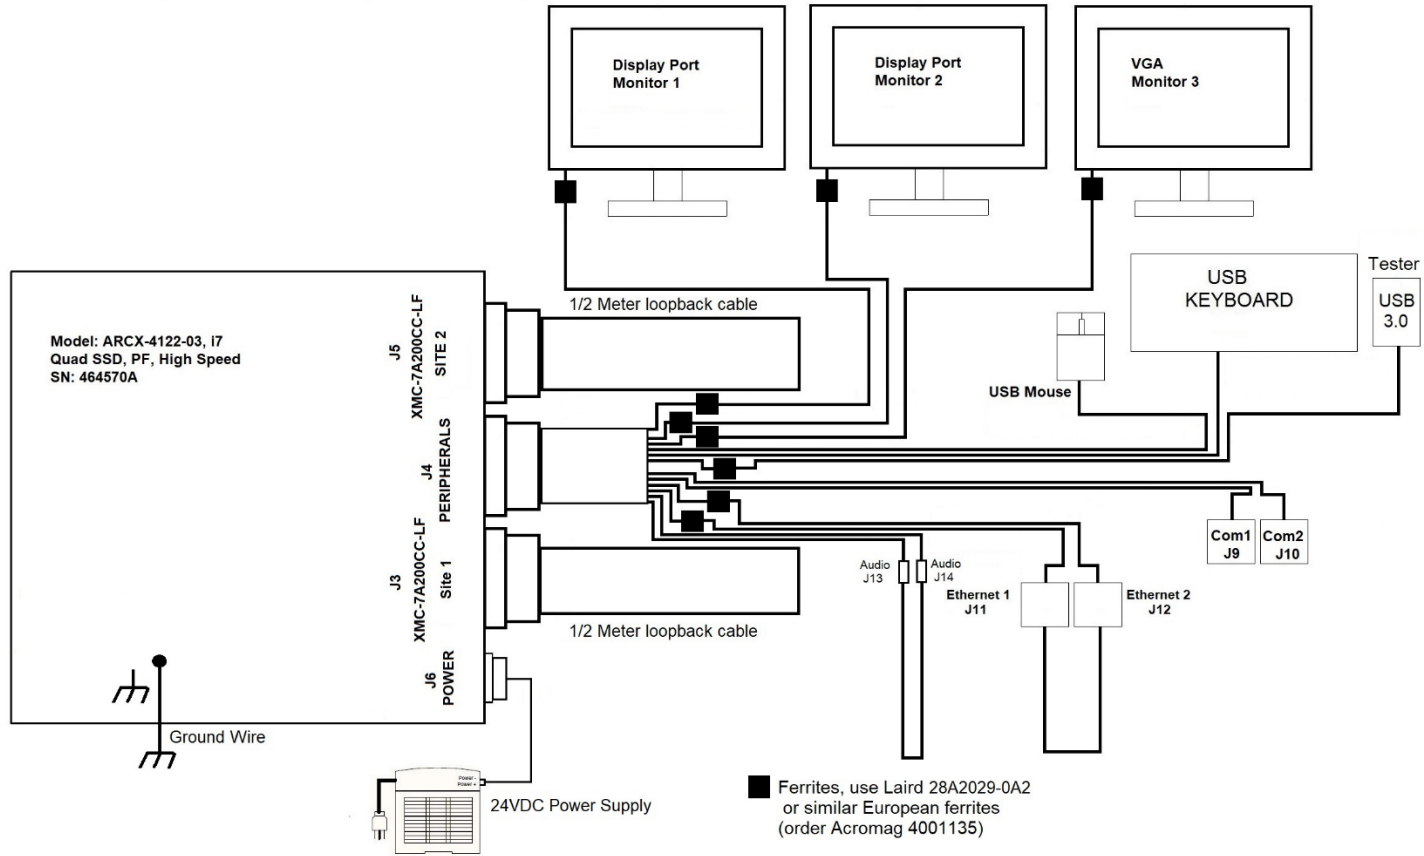 Display Port
Monitor 1
Display Port
Monitor 2
VGA
Monitor 3
Tester
USB
3.0
USB
KEYBOARD
USB Mouse
1/2 Meter loopback cable
Model: ARCX-4122-03, i7
Quad SSD, PF, High Speed
SN: 464570A
J5
XMC-7A200CC-LF
SITE 2
J4
PERIPHERALS
J3
XMC-7A200CC-LF
Site 1
J6
POWER
Com1
J9
Com2
J10
Audio
J13
Audio
J14
Ethernet 1
J11
Ethernet 2
J12
1/2 Meter loopback cable
Ground Wire
Power -
Power +
24VDC Power Supply
Ferrites, use Laird 28A2029-0A2
or similar European ferrites
(order Acromag 4001135)